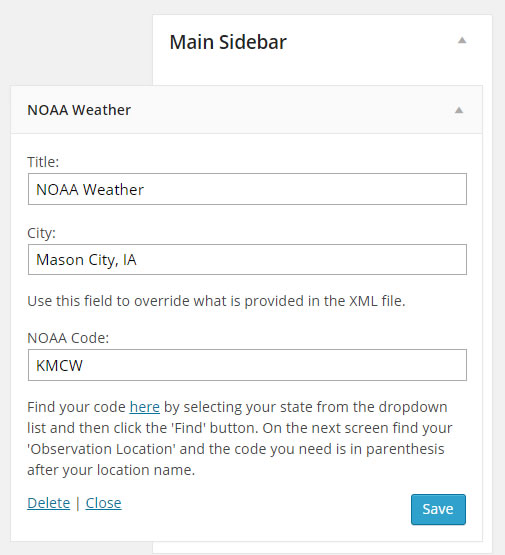 Main Sidebar
NOAA Weather
Title:
NOAA Weather
City:
Mason City, IA
Use this field to override what is provided in the XML file.
NOAA Code:
KMCW
Find your code here by selecting your state from the dropdown
list and then click the 'Find' button. On the next screen find your
'Observation Location' and the code you need is in parenthesis
after your location name.
Delete | Close
Save